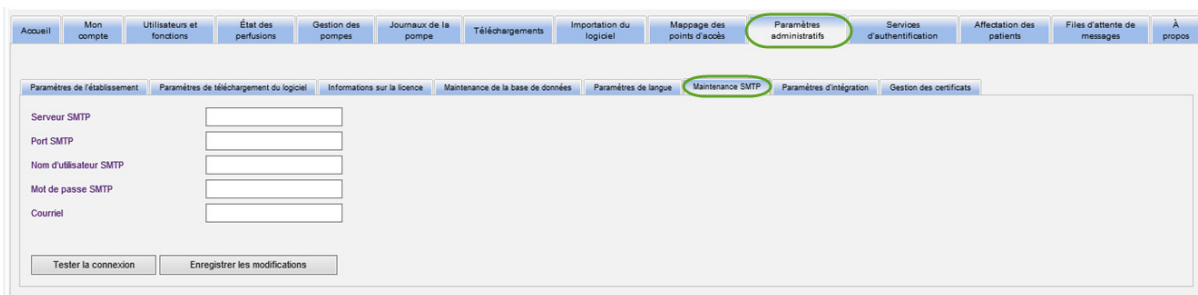 Accueil
Mon compte
Utilisateurs et fonctions
État des perfusions
Gestion des pompes
Journaux de la pompe
Téléchargements
Importation du logiciel
Mappage des points d'accès
Paramètres administratifs
Services d'authentification
Affectation des patients
Files d'attente de messages
À propos
Paramètres de l'établissement
Paramètres de téléchargement du logiciel
Informations sur la licence
Maintenance de la base de données
Paramètres de langue
Maintenance SMTP
Paramètres d'intégration
Gestion des certificats
Serveur SMTP
Port SMTP
Nom d'utilisateur SMTP
Mot de passe SMTP
Courriel
Tester la connexion
Enregistrer les modifications